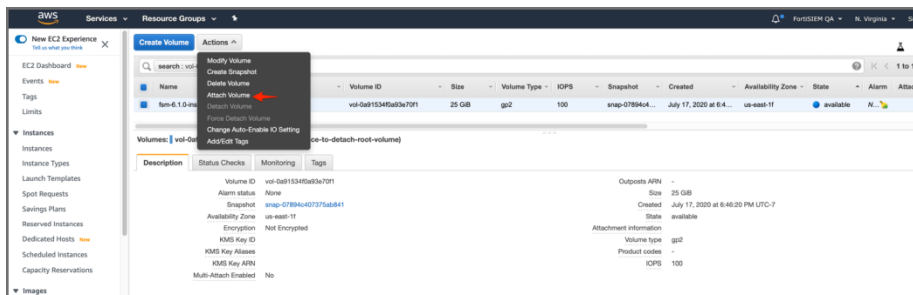 aws Services Resource Groups FortiSIEM QA N. Virginia
New EC2 Experience
Tell us what you think
Create Volume Actions
EC2 Dashboard New
Events New
Tags
Limits
Instances
Instances
Instance Types
Launch Templates
Spot Requests
Savings Plans
Reserved Instances
Dedicated Hosts New
Scheduled Instances
Capacity Reservations
Images
Modify Volume
Create Snapshot
Delete Volume
Attach Volume
Detach Volume
Force Detach Volume
Change Auto-Enable IO Setting
Add/Edit Tags
search : vol-
Name Volume ID Size Volume Type IOPS Snapshot Created Availability Zone State Alarm
fsm-6.1.0-ins vol-0a91534f0a93e70f1 25 GiB gp2 100 snap-07894c4... July 17, 2020 at 6:4... us-east-1f available N...
Volumes: vol-0a ce-to-detach-root-volume)
Description Status Checks Monitoring Tags
Volume ID vol-0a91534f0a93e70f1
Alarm status None
Snapshot snap-07894c407375ab841
Availability Zone us-east-1f
Encryption Not Encrypted
KMS Key ID
KMS Key Aliases
KMS Key ARN
Multi-Attach Enabled No
Outposts ARN -
Size 25 GiB
Created July 17, 2020 at 6:46:20 PM UTC-7
State available
Attachment information
Volume type gp2
Product codes -
IOPS 100